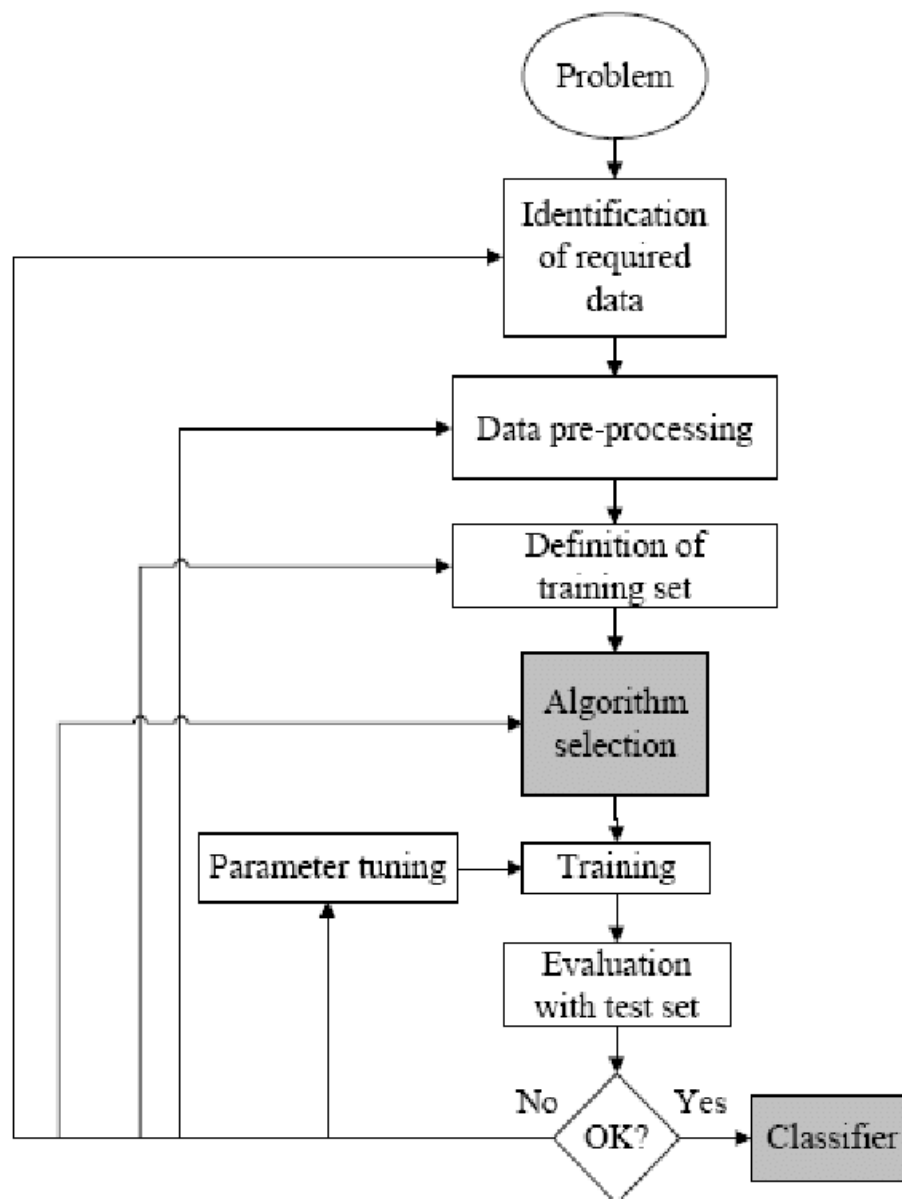 Problem
Identification
of required
data
Data pre-processing
Definition of
training set
Algorithm
selection
Parameter tuning
Training
Evaluation
with test set
No
Yes
OK?
Classifier